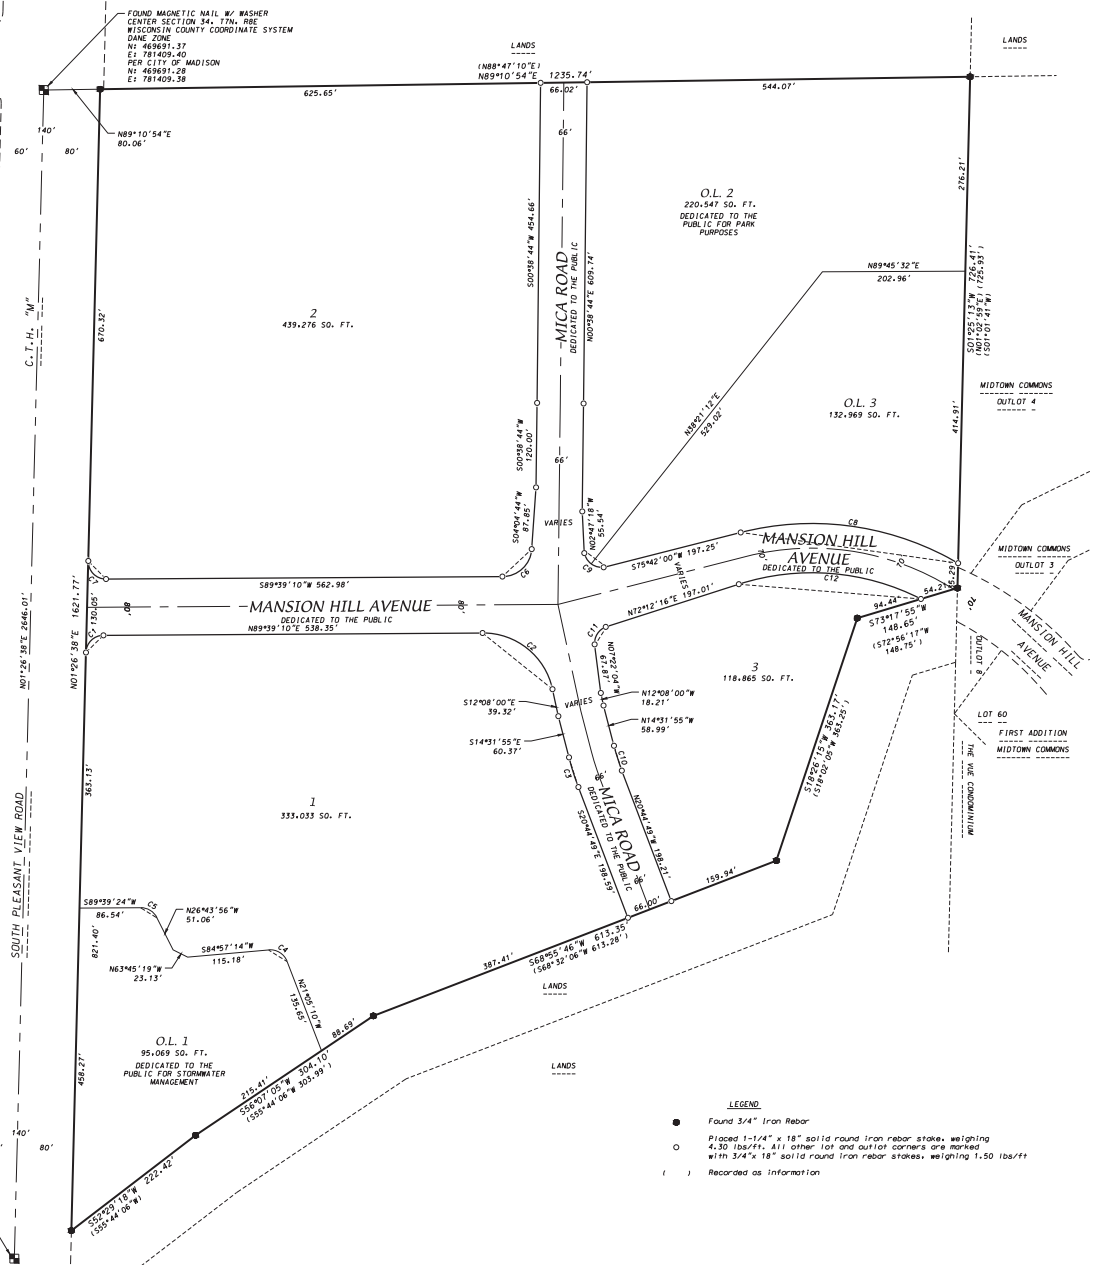 FOUND MAGNETIC NAIL W/ WASHER
CENTER SECTION 34, T7N, R8E
WISCONSIN COUNTY COORDINATE SYSTEM
DANE ZONE
N: 469691.37
E: 781409.40
PER CITY OF MADISON
N: 469691.28
E: 781409.38
LANDS
LANDS
(N88°47'10"E)
N89°10'54"E 1235.74'
625.65'
66.02'
544.07'
140'
60'
80'
N89°10'54"E
80.06'
66'
276.21'
O.L. 2
220,547 SQ. FT.
DEDICATED TO THE
PUBLIC FOR PARK
PURPOSES
S00°38'44"W 454.66'
MICA ROAD
DEDICATED TO THE PUBLIC
N00°38'44"E 609.74'
N89°45'32"E
202.96'
S01°25'13"W 726.41'
(N01°02'59"E) (725.93')
(S01°01'41"W)
C.T.H. "M"
670.32'
2
439,276 SQ. FT.
N38°21'12"E
529.02'
O.L. 3
132,969 SQ. FT.
414.91'
MIDTOWN COMMONS
OUTLOT 4
S00°38'44"W
120.00'
66'
S04°04'44"W
87.85'
VARIES
N02°47'18"W
55.54'
C6
C9
S75°42'00"W 197.25'
C8
MANSION HILL
AVENUE
DEDICATED TO THE PUBLIC
70'
70'
C12
VARIES
MIDTOWN COMMONS
OUTLOT 3
N01°26'38"E 2646.01'
N01°26'38"E 1621.77'
130.05'
80'
S89°39'10"W 562.98'
MANSION HILL AVENUE
DEDICATED TO THE PUBLIC
80'
N89°39'10"E 538.35'
N72°12'16"E 197.01'
94.44'
54.21'
S73°17'55"W
148.65'
(S72°56'17"W
148.75')
70'
MANSION HILL
AVENUE
OUTLOT 8
C2
C11
N07°22'04"W
67.87'
3
118,865 SQ. FT.
S12°08'00"E
39.32'
VARIES
N12°08'00"W
18.21'
S14°31'55"E
60.37'
N14°31'55"W
58.99'
C3
C10
LOT 60
FIRST ADDITION
MIDTOWN COMMONS
THE VUE CONDOMINIUM
S18°26'15"W 363.17'
(S18°02'05"W 363.25')
363.13'
1
333,033 SQ. FT.
66'
MICA ROAD
DEDICATED TO THE PUBLIC
S20°44'49"E 198.59'
N20°44'49"W 198.21'
66'
66.00'
159.94'
SOUTH PLEASANT VIEW ROAD
S89°39'24"W
86.54'
C5
N26°43'56"W
51.06'
821.40'
S84°57'14"W
115.18'
C4
N63°45'19"W
23.13'
N21°05'10"W
135.65'
387.41'
S68°55'46"W 613.35'
(S68°32'06"W 613.28')
LANDS
88.69'
O.L. 1
95,069 SQ. FT.
DEDICATED TO THE
PUBLIC FOR STORMWATER
MANAGEMENT
458.27'
215.41'
S56°07'05"W 304.10'
(S55°44'06"W 303.99')
LANDS
140'
80'
S52°29'18"W 222.42'
(S55°44'06"W)
LEGEND
Found 3/4" Iron Rebar
Placed 1-1/4" x 18" solid round iron rebar stake, weighing
4.30 lbs/ft. All other lot and outlot corners are marked
with 3/4"x 18" solid round iron rebar stakes, weighing 1.50 lbs/ft
( ) Recorded as information